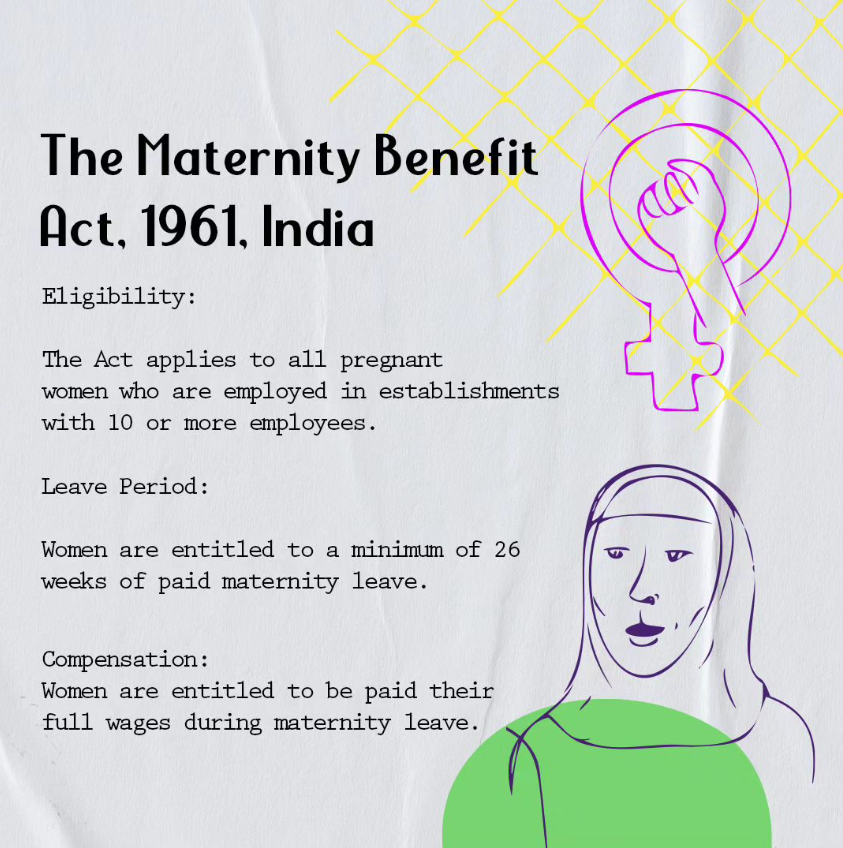 The Maternity Benefit
Act, 1961, India
Eligibility:
The Act applies to all pregnant
women who are employed in establishments
with 10 or more employees.
Leave Period:
Women are entitled to a minimum of 26
weeks of paid maternity leave.
Compensation:
Women are entitled to be paid their
full wages during maternity leave.